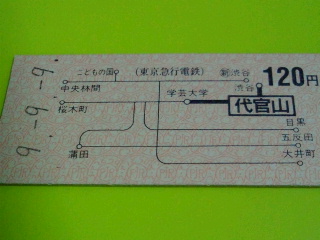 9-9-9
こどもの国 (東京急行電鉄) 新渋谷
中央林間 渋谷 120円
桜木町 学芸大学 代官山
目黒
五反田
蒲田 大井町